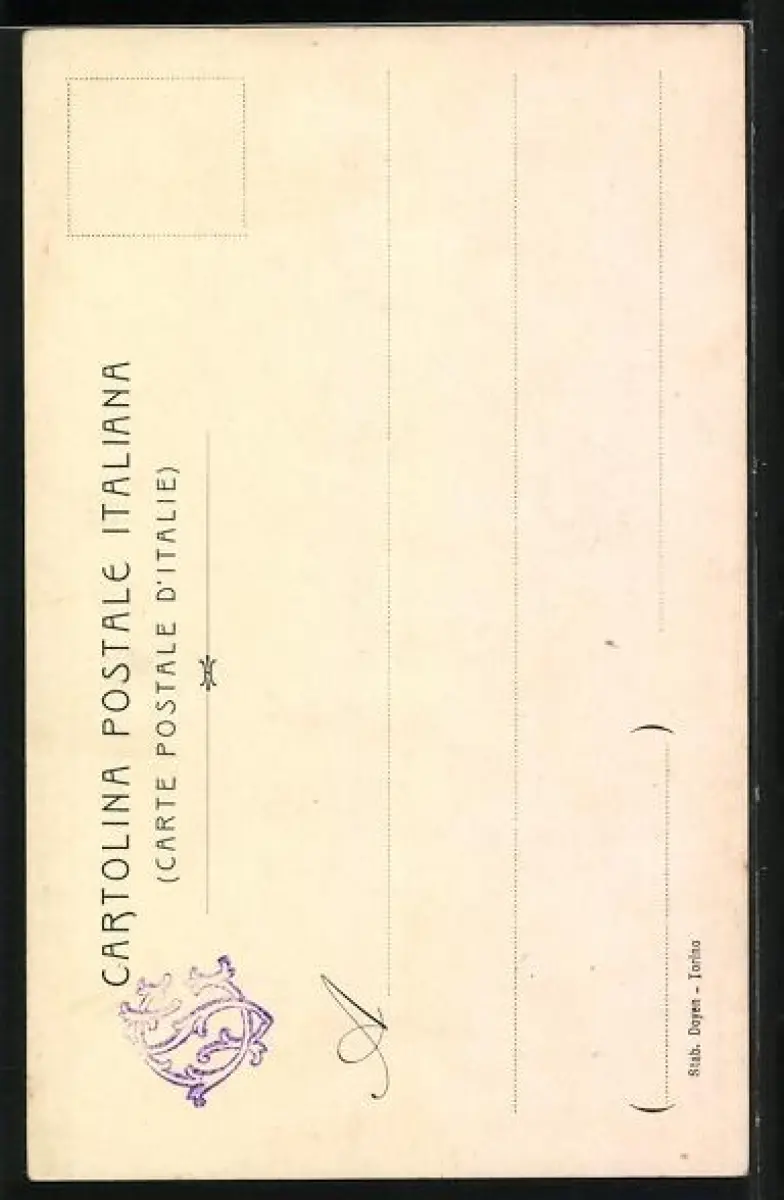 CARTOLINA POSTALE ITALIANA
(CARTE POSTALE D'ITALIE)
A
( )
Stab. Doyen - Torino